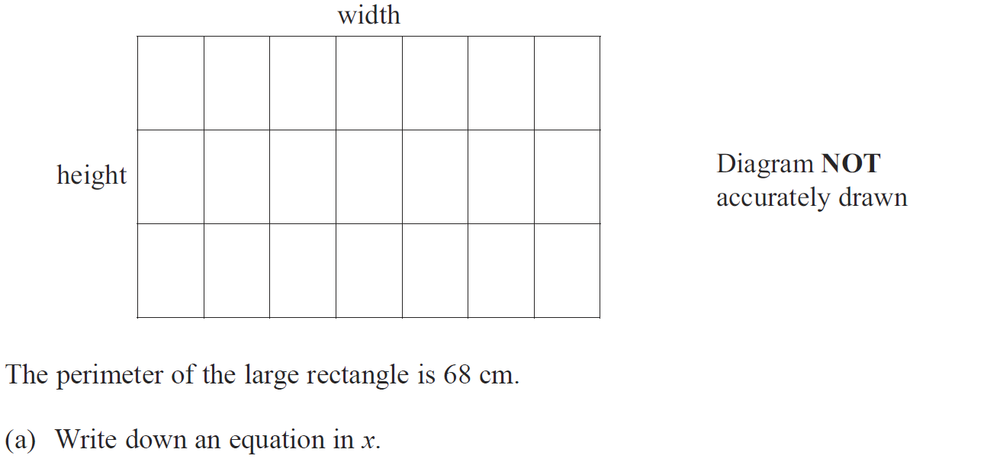 width
height
Diagram NOT
accurately drawn
The perimeter of the large rectangle is 68 cm.
(a) Write down an equation in x.